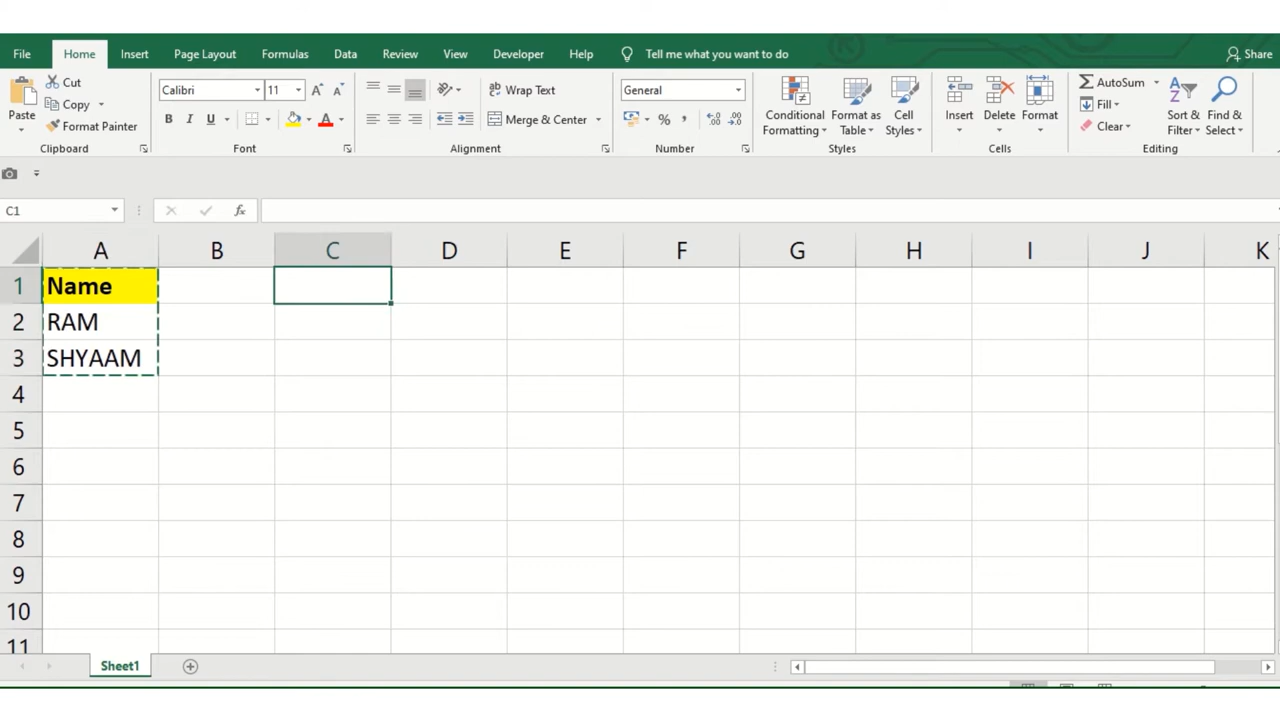 File Home Insert Page Layout Formulas Data Review View Developer Help Tell me what you want to do Share
Paste
Cut
Copy
Format Painter
Clipboard
Calibri 11
B I U
Font
Wrap Text
Merge & Center
Alignment
General
%
Number
Conditional Formatting
Format as Table
Cell Styles
Styles
Insert
Delete
Format
Cells
AutoSum
Fill
Clear
Sort & Filter
Find & Select
Editing
C1 fx
A B C D E F G H I J K
1 Name
2 RAM
3 SHYAAM
4
5
6
7
8
9
10
11
Sheet1